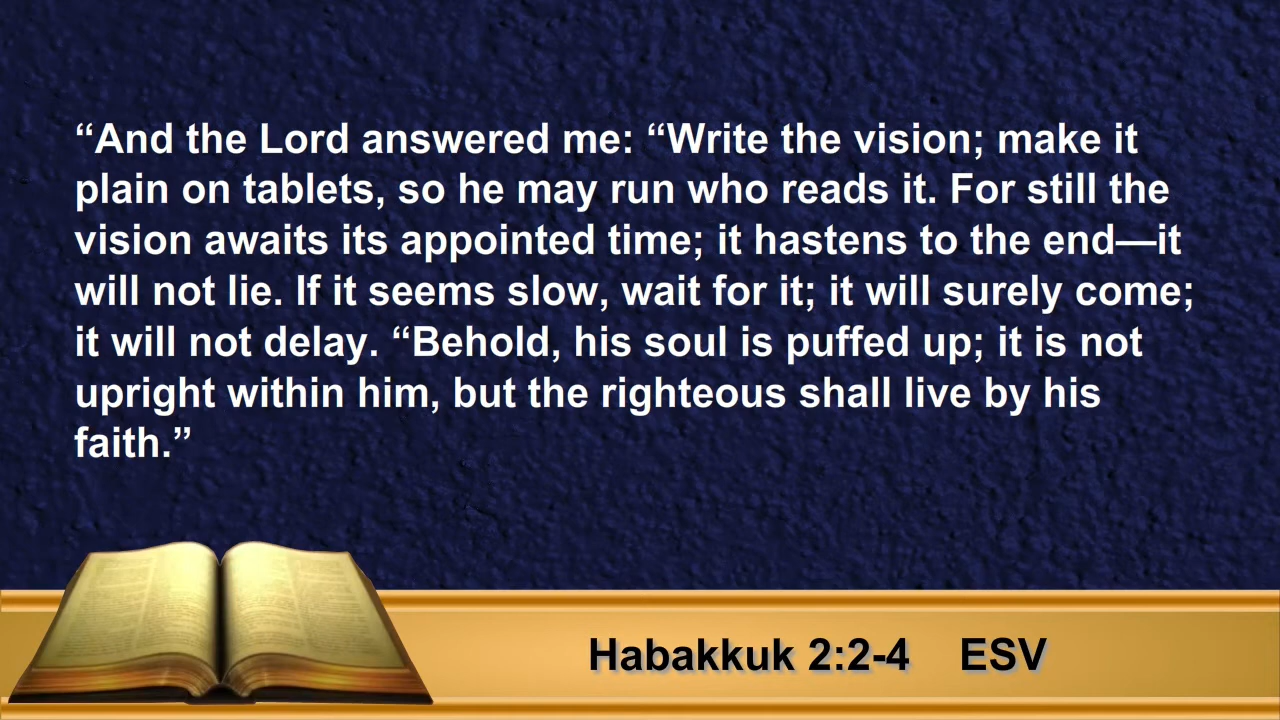 “And the Lord answered me: “Write the vision; make it
plain on tablets, so he may run who reads it. For still the
vision awaits its appointed time; it hastens to the end—it
will not lie. If it seems slow, wait for it; it will surely come;
it will not delay. “Behold, his soul is puffed up; it is not
upright within him, but the righteous shall live by his
faith.”
Habakkuk 2:2-4 ESV